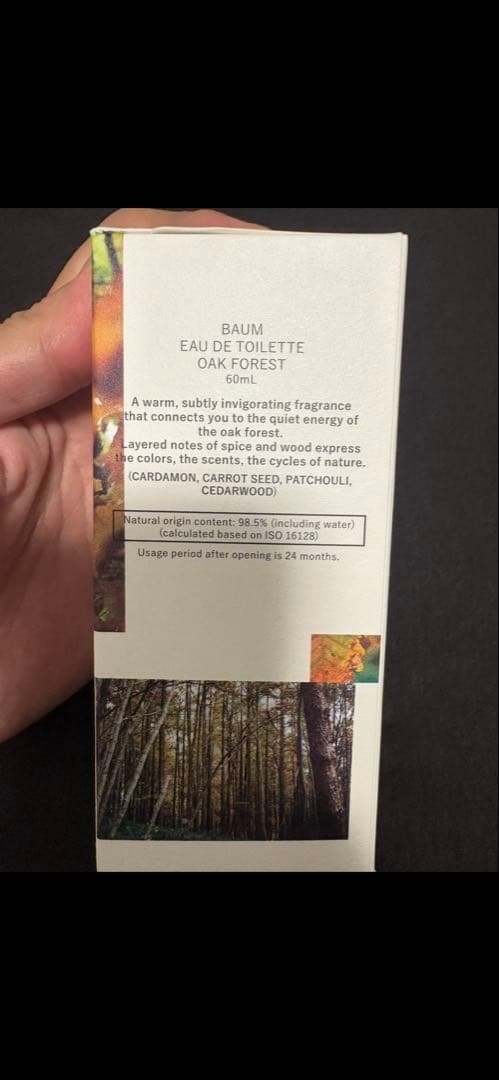 BAUM
EAU DE TOILETTE
OAK FOREST
60mL
A warm, subtly invigorating fragrance
that connects you to the quiet energy of
the oak forest.
Layered notes of spice and wood express
the colors, the scents, the cycles of nature.
(CARDAMON, CARROT SEED, PATCHOULI,
CEDARWOOD)
Natural origin content: 98.5% (including water)
(calculated based on ISO 16128)
Usage period after opening is 24 months.